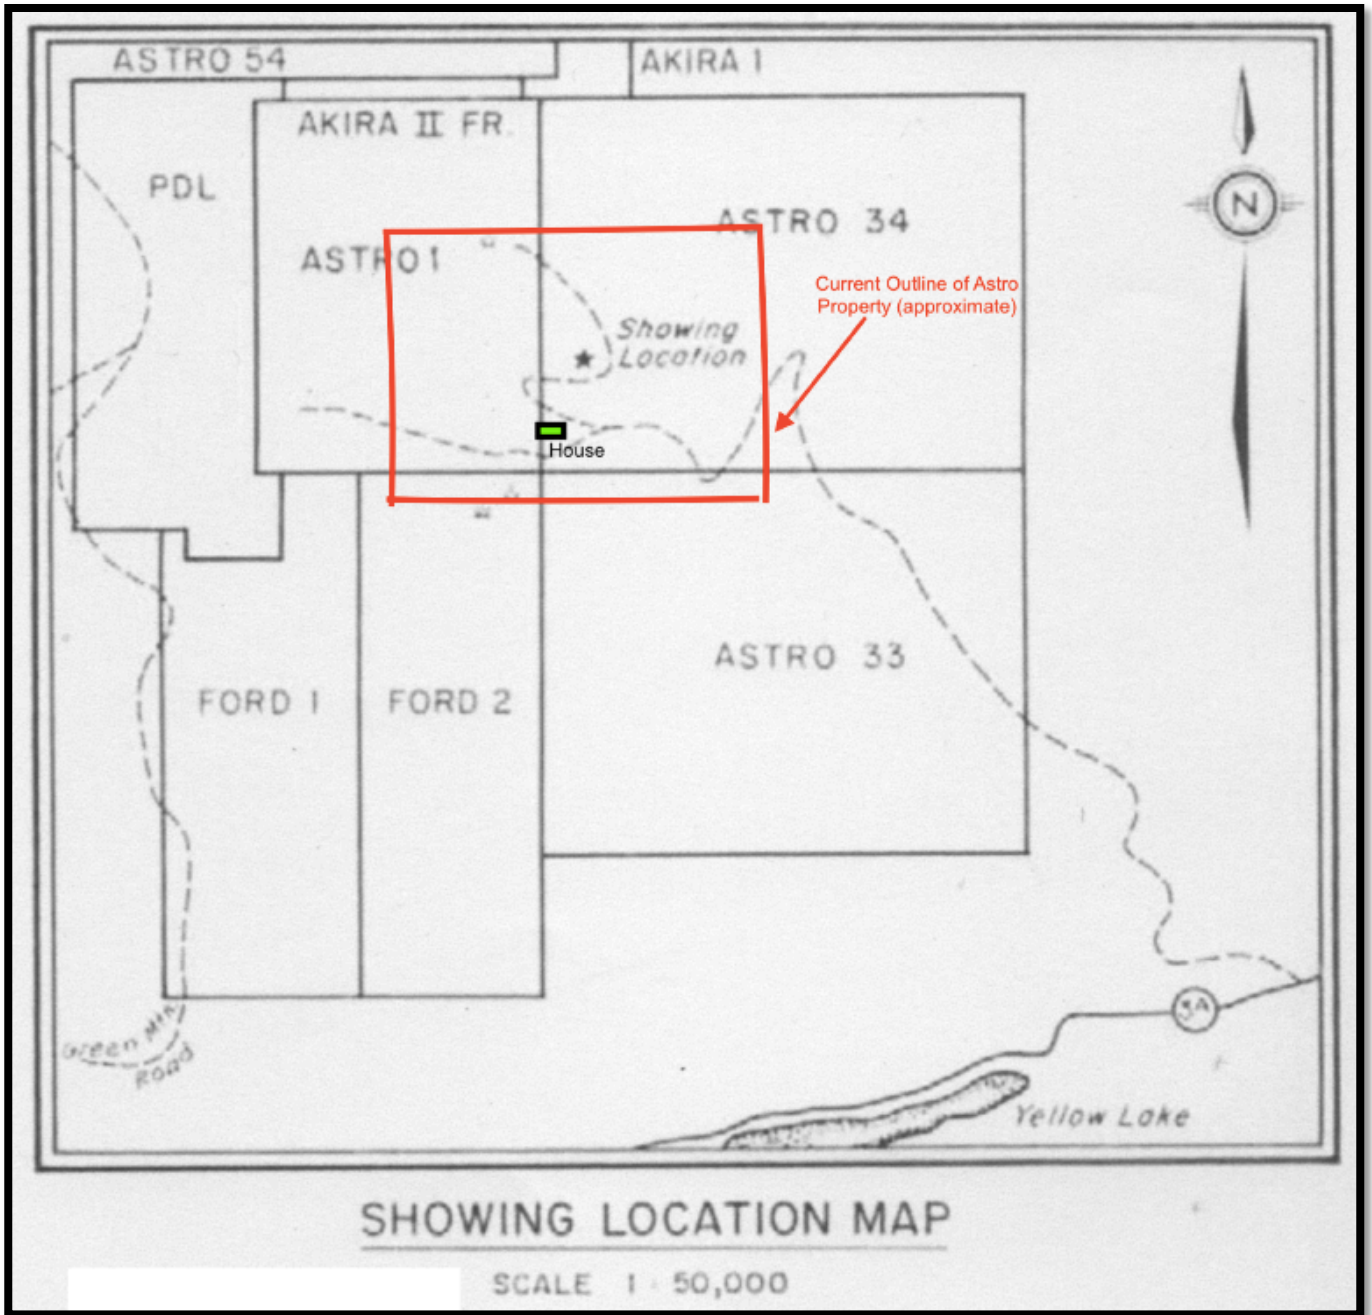 ASTRO 54
AKIRA 1
AKIRA II FR.
PDL
N
ASTRO 34
ASTRO 1
Current Outline of Astro
Property (approximate)
Showing
Location
House
ASTRO 33
FORD 1
FORD 2
Green Mtn.
Road
3A
Yellow Lake
SHOWING LOCATION MAP
SCALE 1 : 50,000